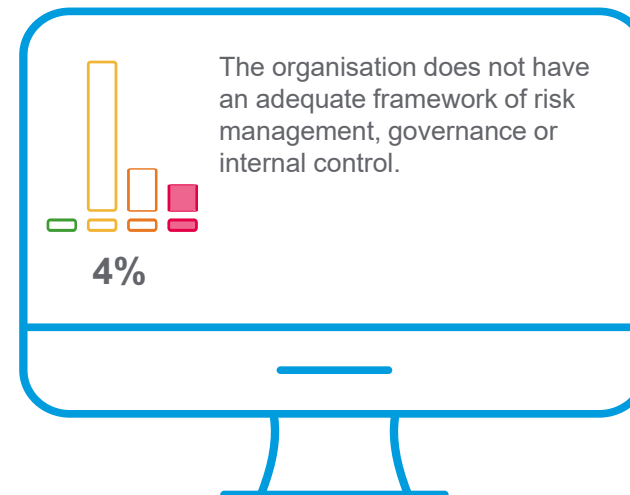 The organisation does not have
an adequate framework of risk
management, governance or
internal control.
4%